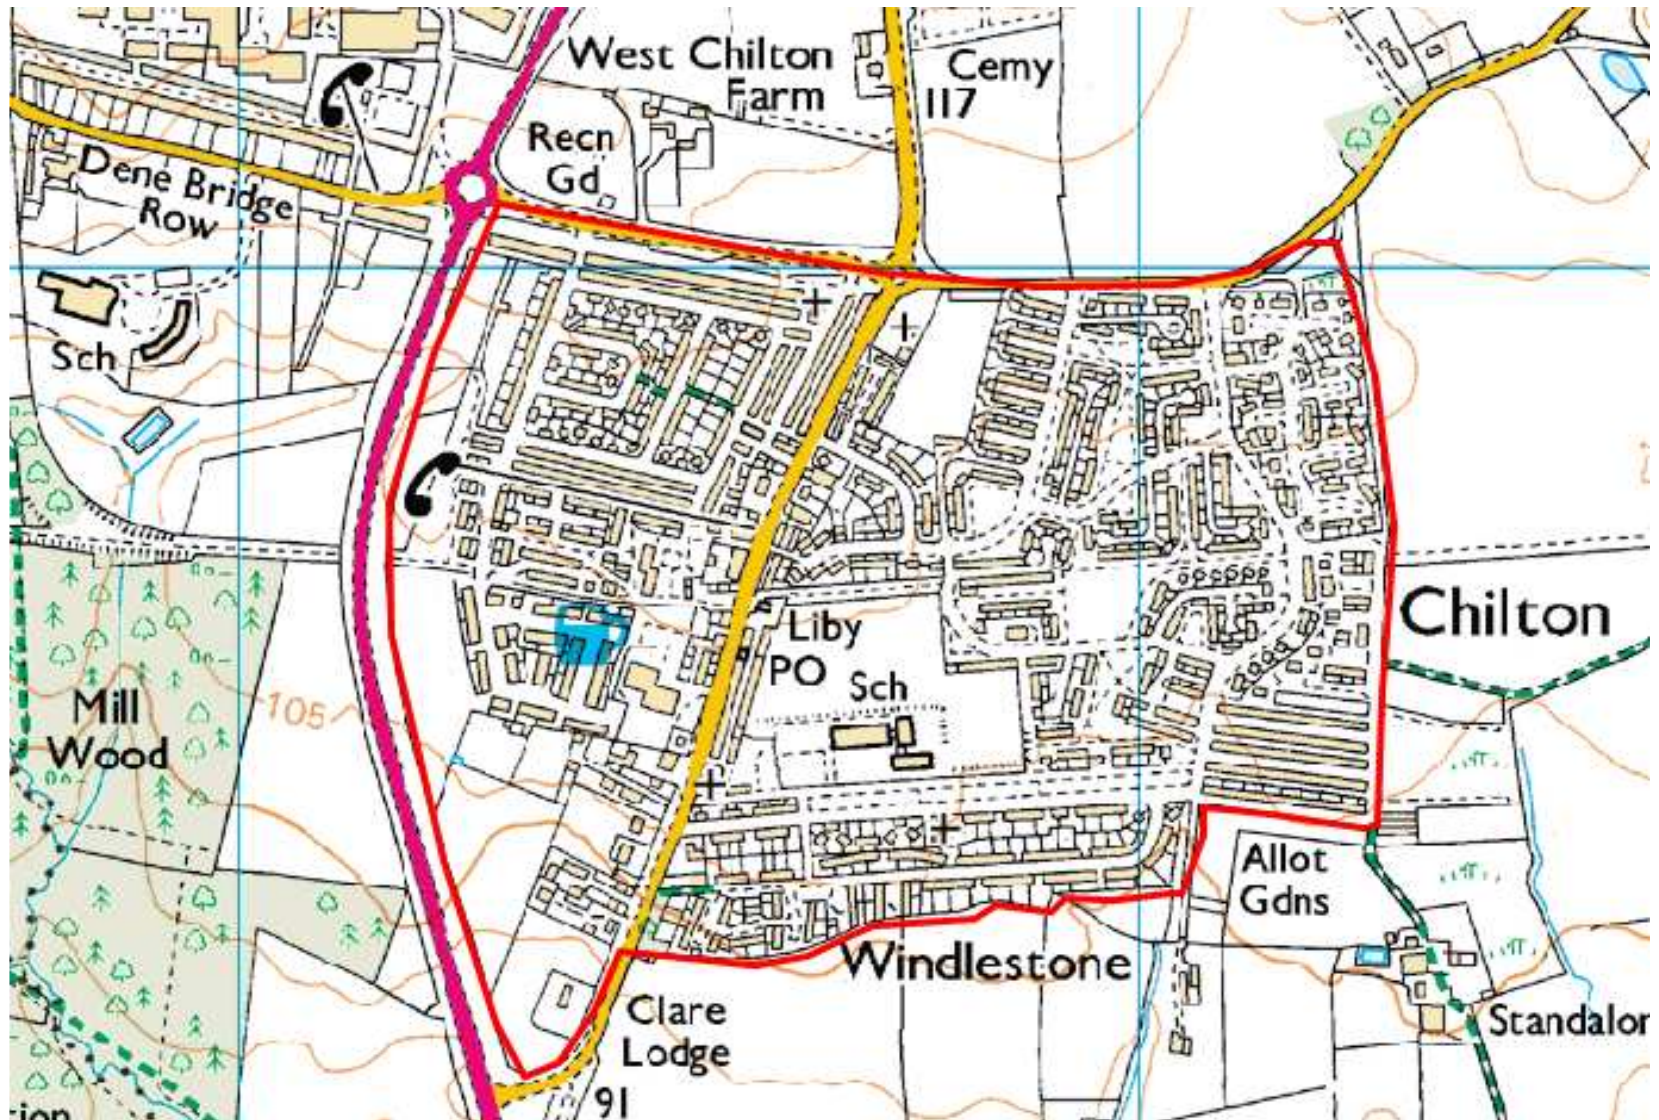 West Chilton
Farm
Cemy
117
Recn
Gd
Dene Bridge
Row
Sch
Chilton
Liby
PO
Sch
Mill
Wood
105
Allot
Gdns
Windlestone
Clare
Lodge
Standalon
91